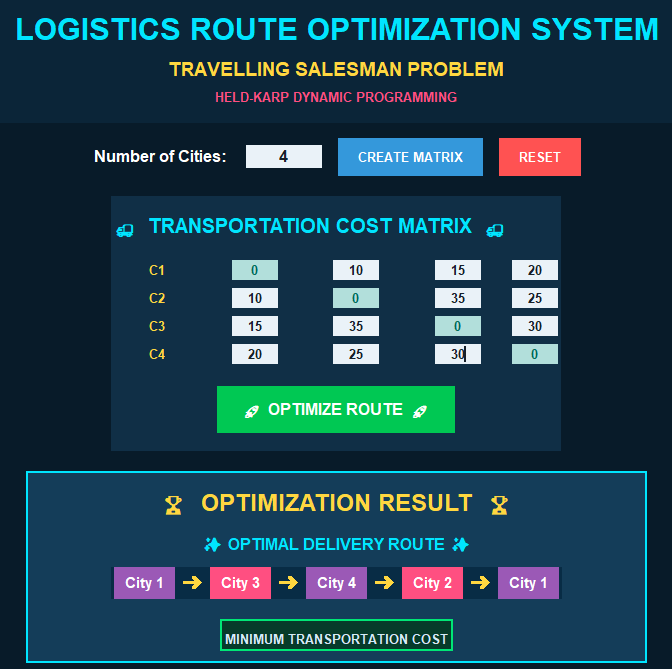 LOGISTICS ROUTE OPTIMIZATION SYSTEM
TRAVELLING SALESMAN PROBLEM
HELD-KARP DYNAMIC PROGRAMMING
Number of Cities: 4 CREATE MATRIX RESET
TRANSPORTATION COST MATRIX
C1 0 10 15 20
C2 10 0 35 25
C3 15 35 0 30
C4 20 25 30 0
OPTIMIZE ROUTE
OPTIMIZATION RESULT
OPTIMAL DELIVERY ROUTE
City 1 → City 3 → City 4 → City 2 → City 1
MINIMUM TRANSPORTATION COST